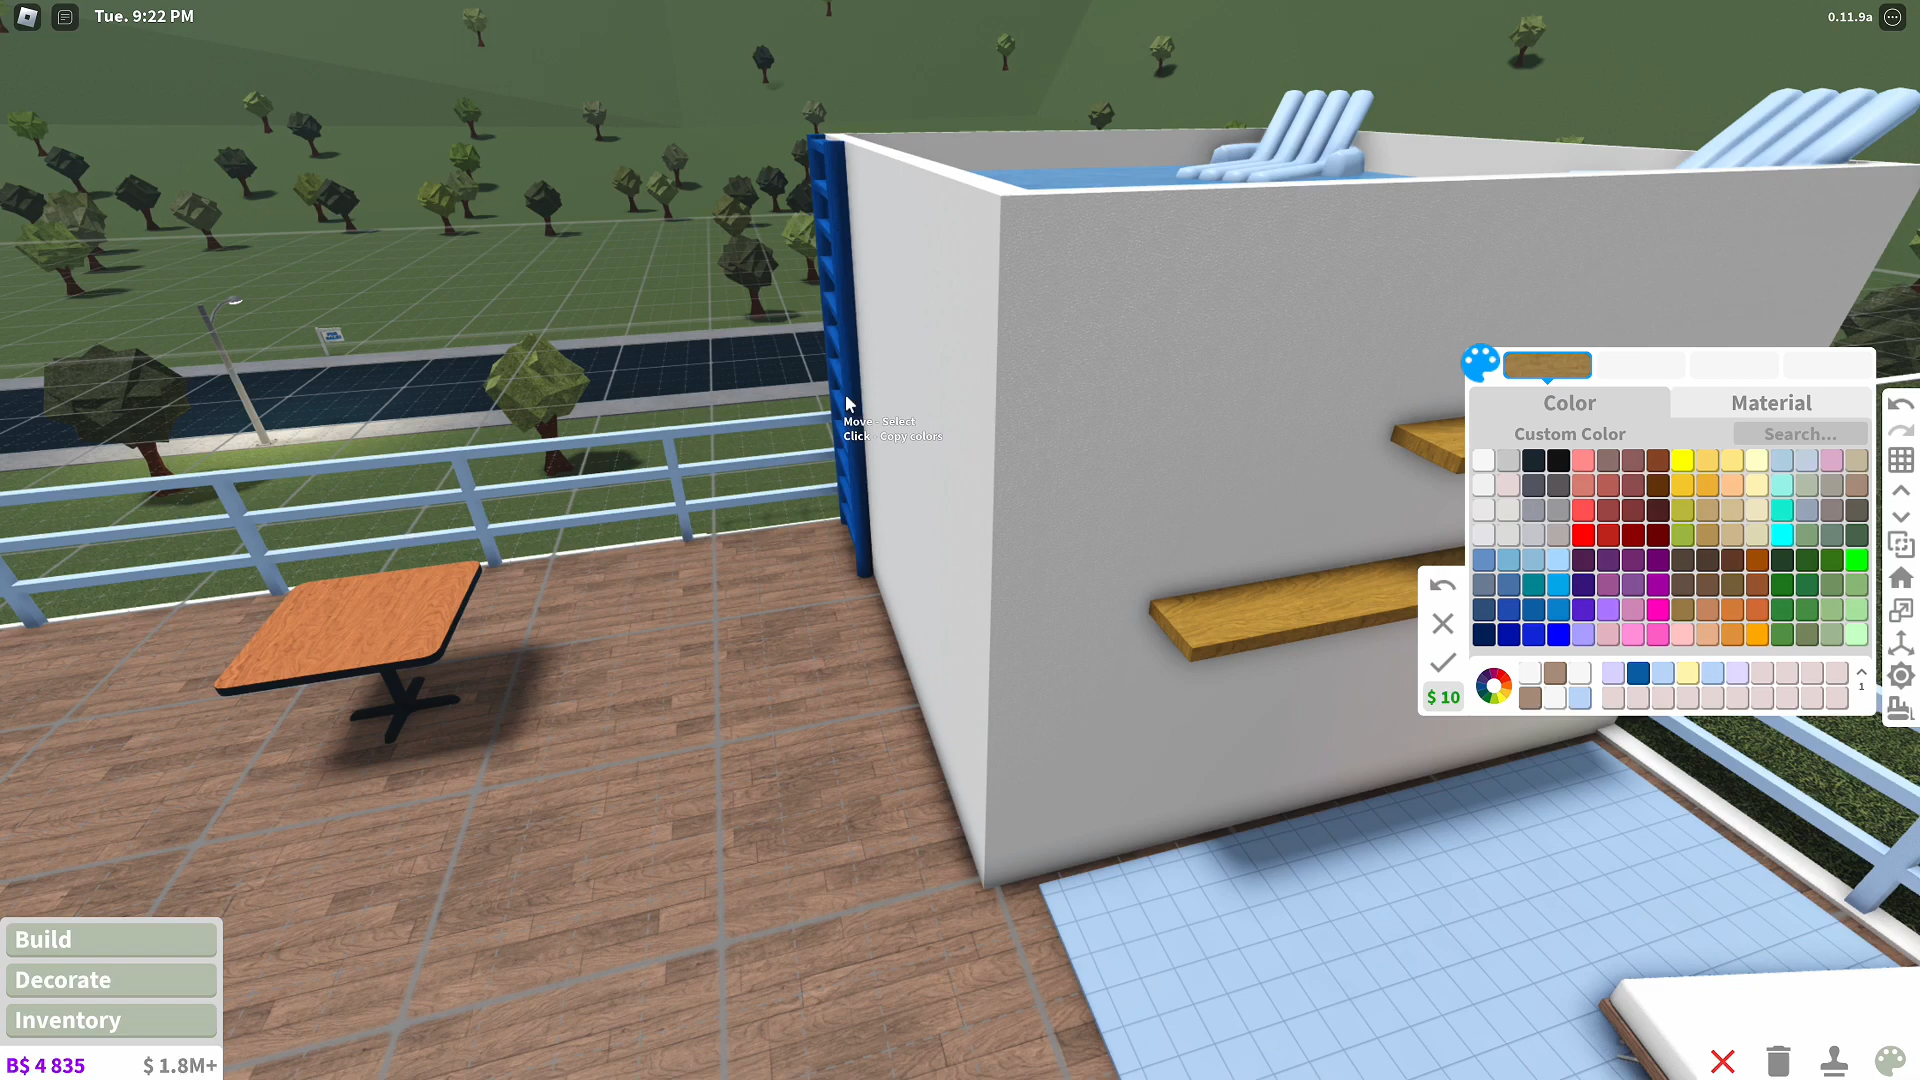 Tue. 9:22 PM
0.11.9a
Move - Select
Click - Copy colors
Color
Material
Custom Color
Search...
$ 10
1
Build
Decorate
Inventory
B$ 4 835
$ 1.8M+